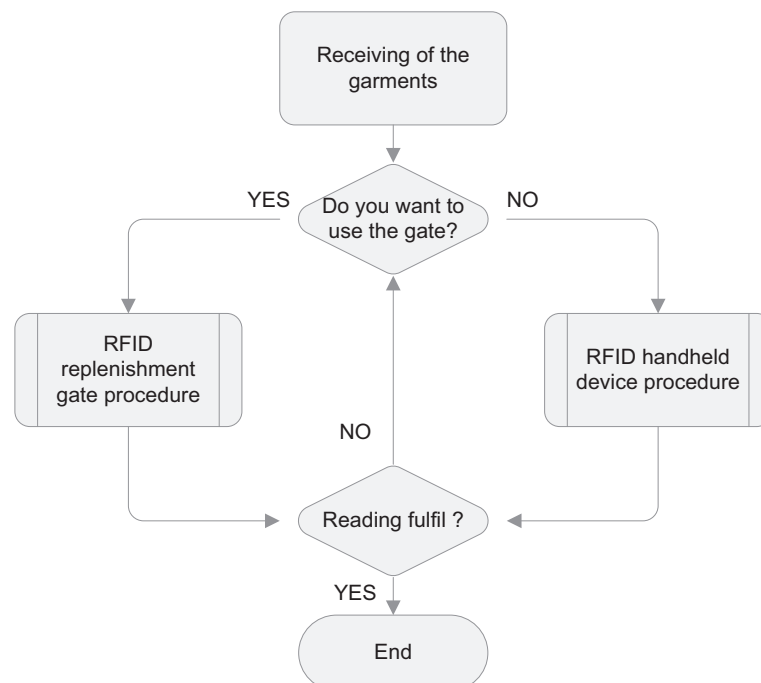 Receiving of the
garments
YES
Do you want to
use the gate?
NO
RFID
replenishment
gate procedure
RFID handheld
device procedure
NO
Reading fulfil ?
YES
End